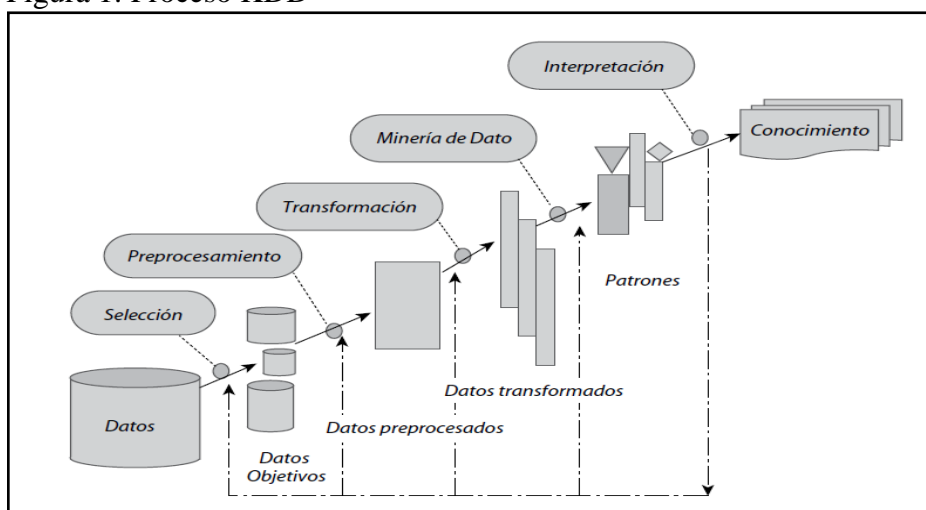 Figura 1. Proceso KDD
Interpretación
Conocimiento
Minería de Dato
Transformación
Preprocesamiento
Patrones
Selección
Datos transformados
Datos
Datos preprocesados
Datos
Objetivos